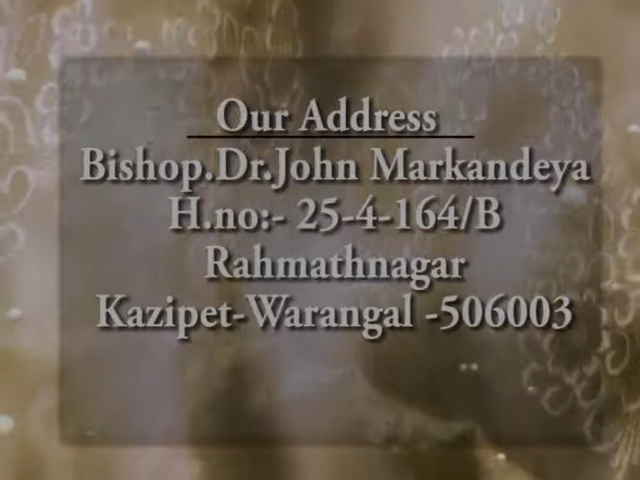 Our Address
Bishop.Dr.John Markandeya
H.no:- 25-4-164/B
Rahmathnagar
Kazipet-Warangal -506003